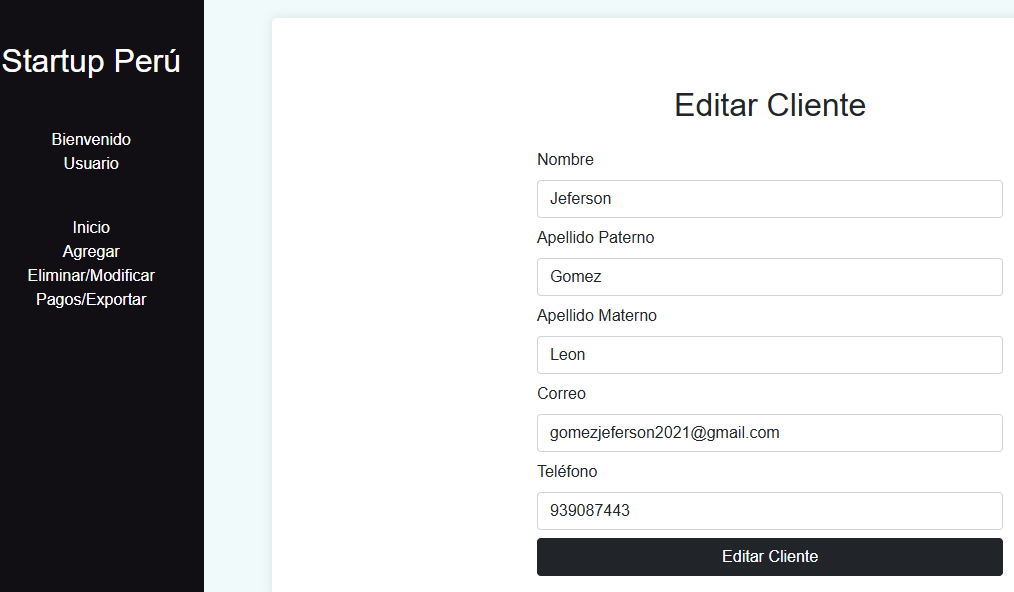 Startup Perú
Bienvenido
Usuario
Inicio
Agregar
Eliminar/Modificar
Pagos/Exportar
Editar Cliente
Nombre
Jeferson
Apellido Paterno
Gomez
Apellido Materno
Leon
Correo
gomezjeferson2021@gmail.com
Teléfono
939087443
Editar Cliente